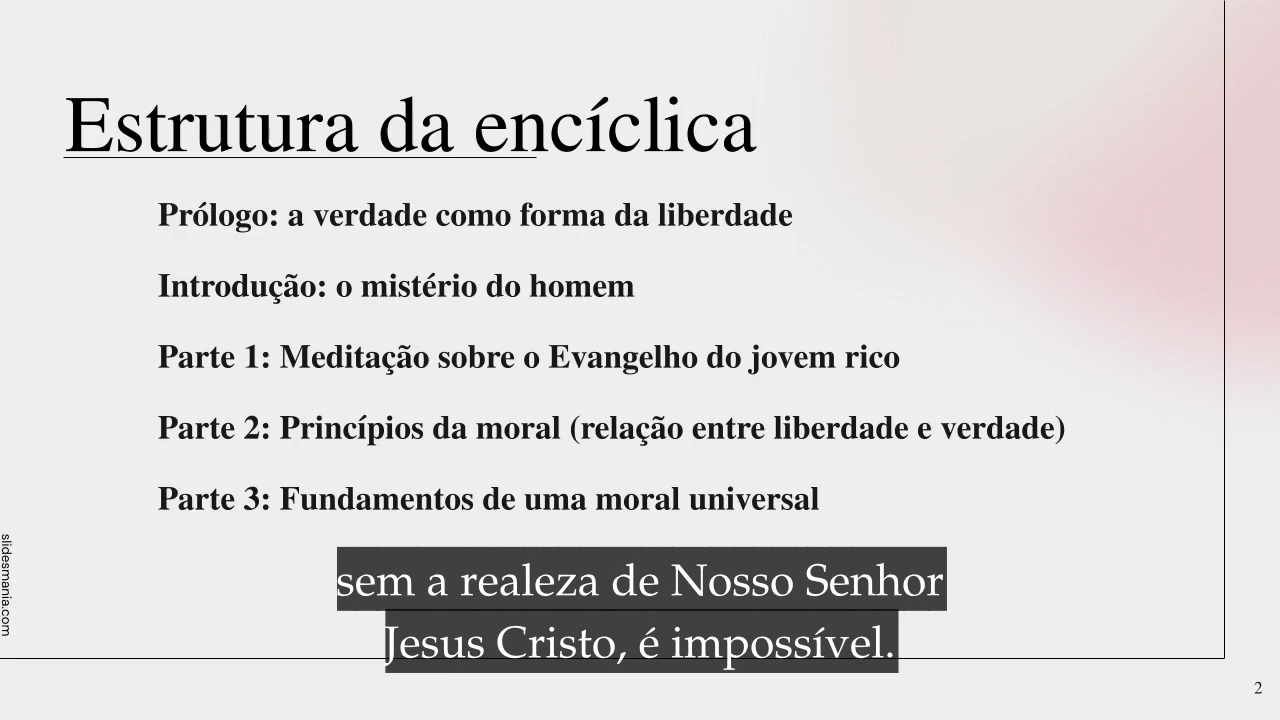 Estrutura da encíclica
Prólogo: a verdade como forma da liberdade
Introdução: o mistério do homem
Parte 1: Meditação sobre o Evangelho do jovem rico
Parte 2: Princípios da moral (relação entre liberdade e verdade)
Parte 3: Fundamentos de uma moral universal
sem a realeza de Nosso Senhor
Jesus Cristo, é impossível.
slidesmania.com
2